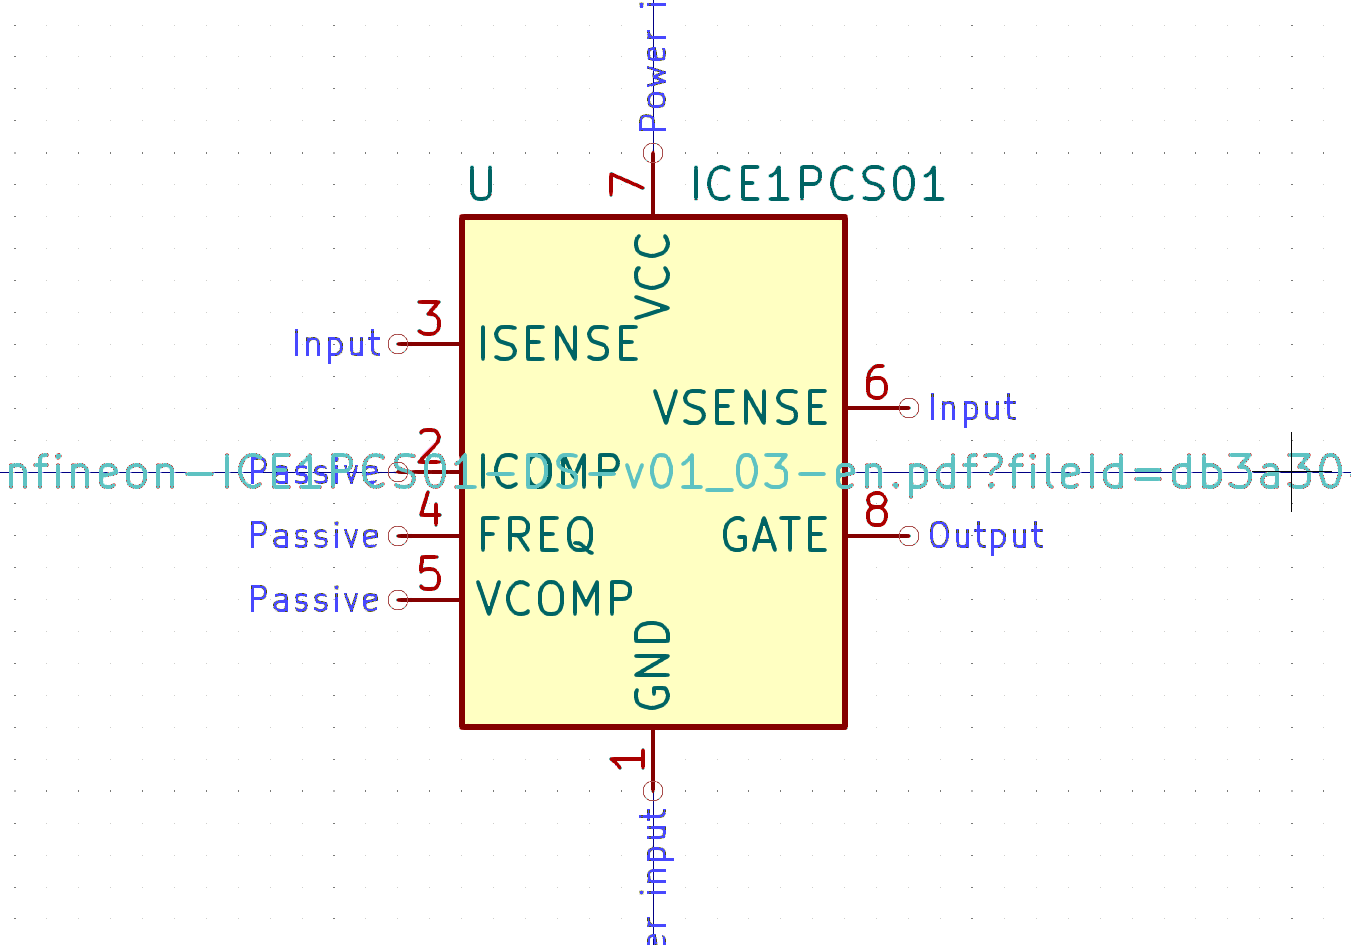 Power i
U
7
ICE1PCS01
VCC
Input
3
ISENSE
VSENSE
6
Input
Passive
2
ICOMP
nfineon-ICE1PCS01-DS-v01_03-en.pdf?fileId=db3a30
Passive
4
FREQ
GATE
8
Output
Passive
5
VCOMP
GND
1
er input